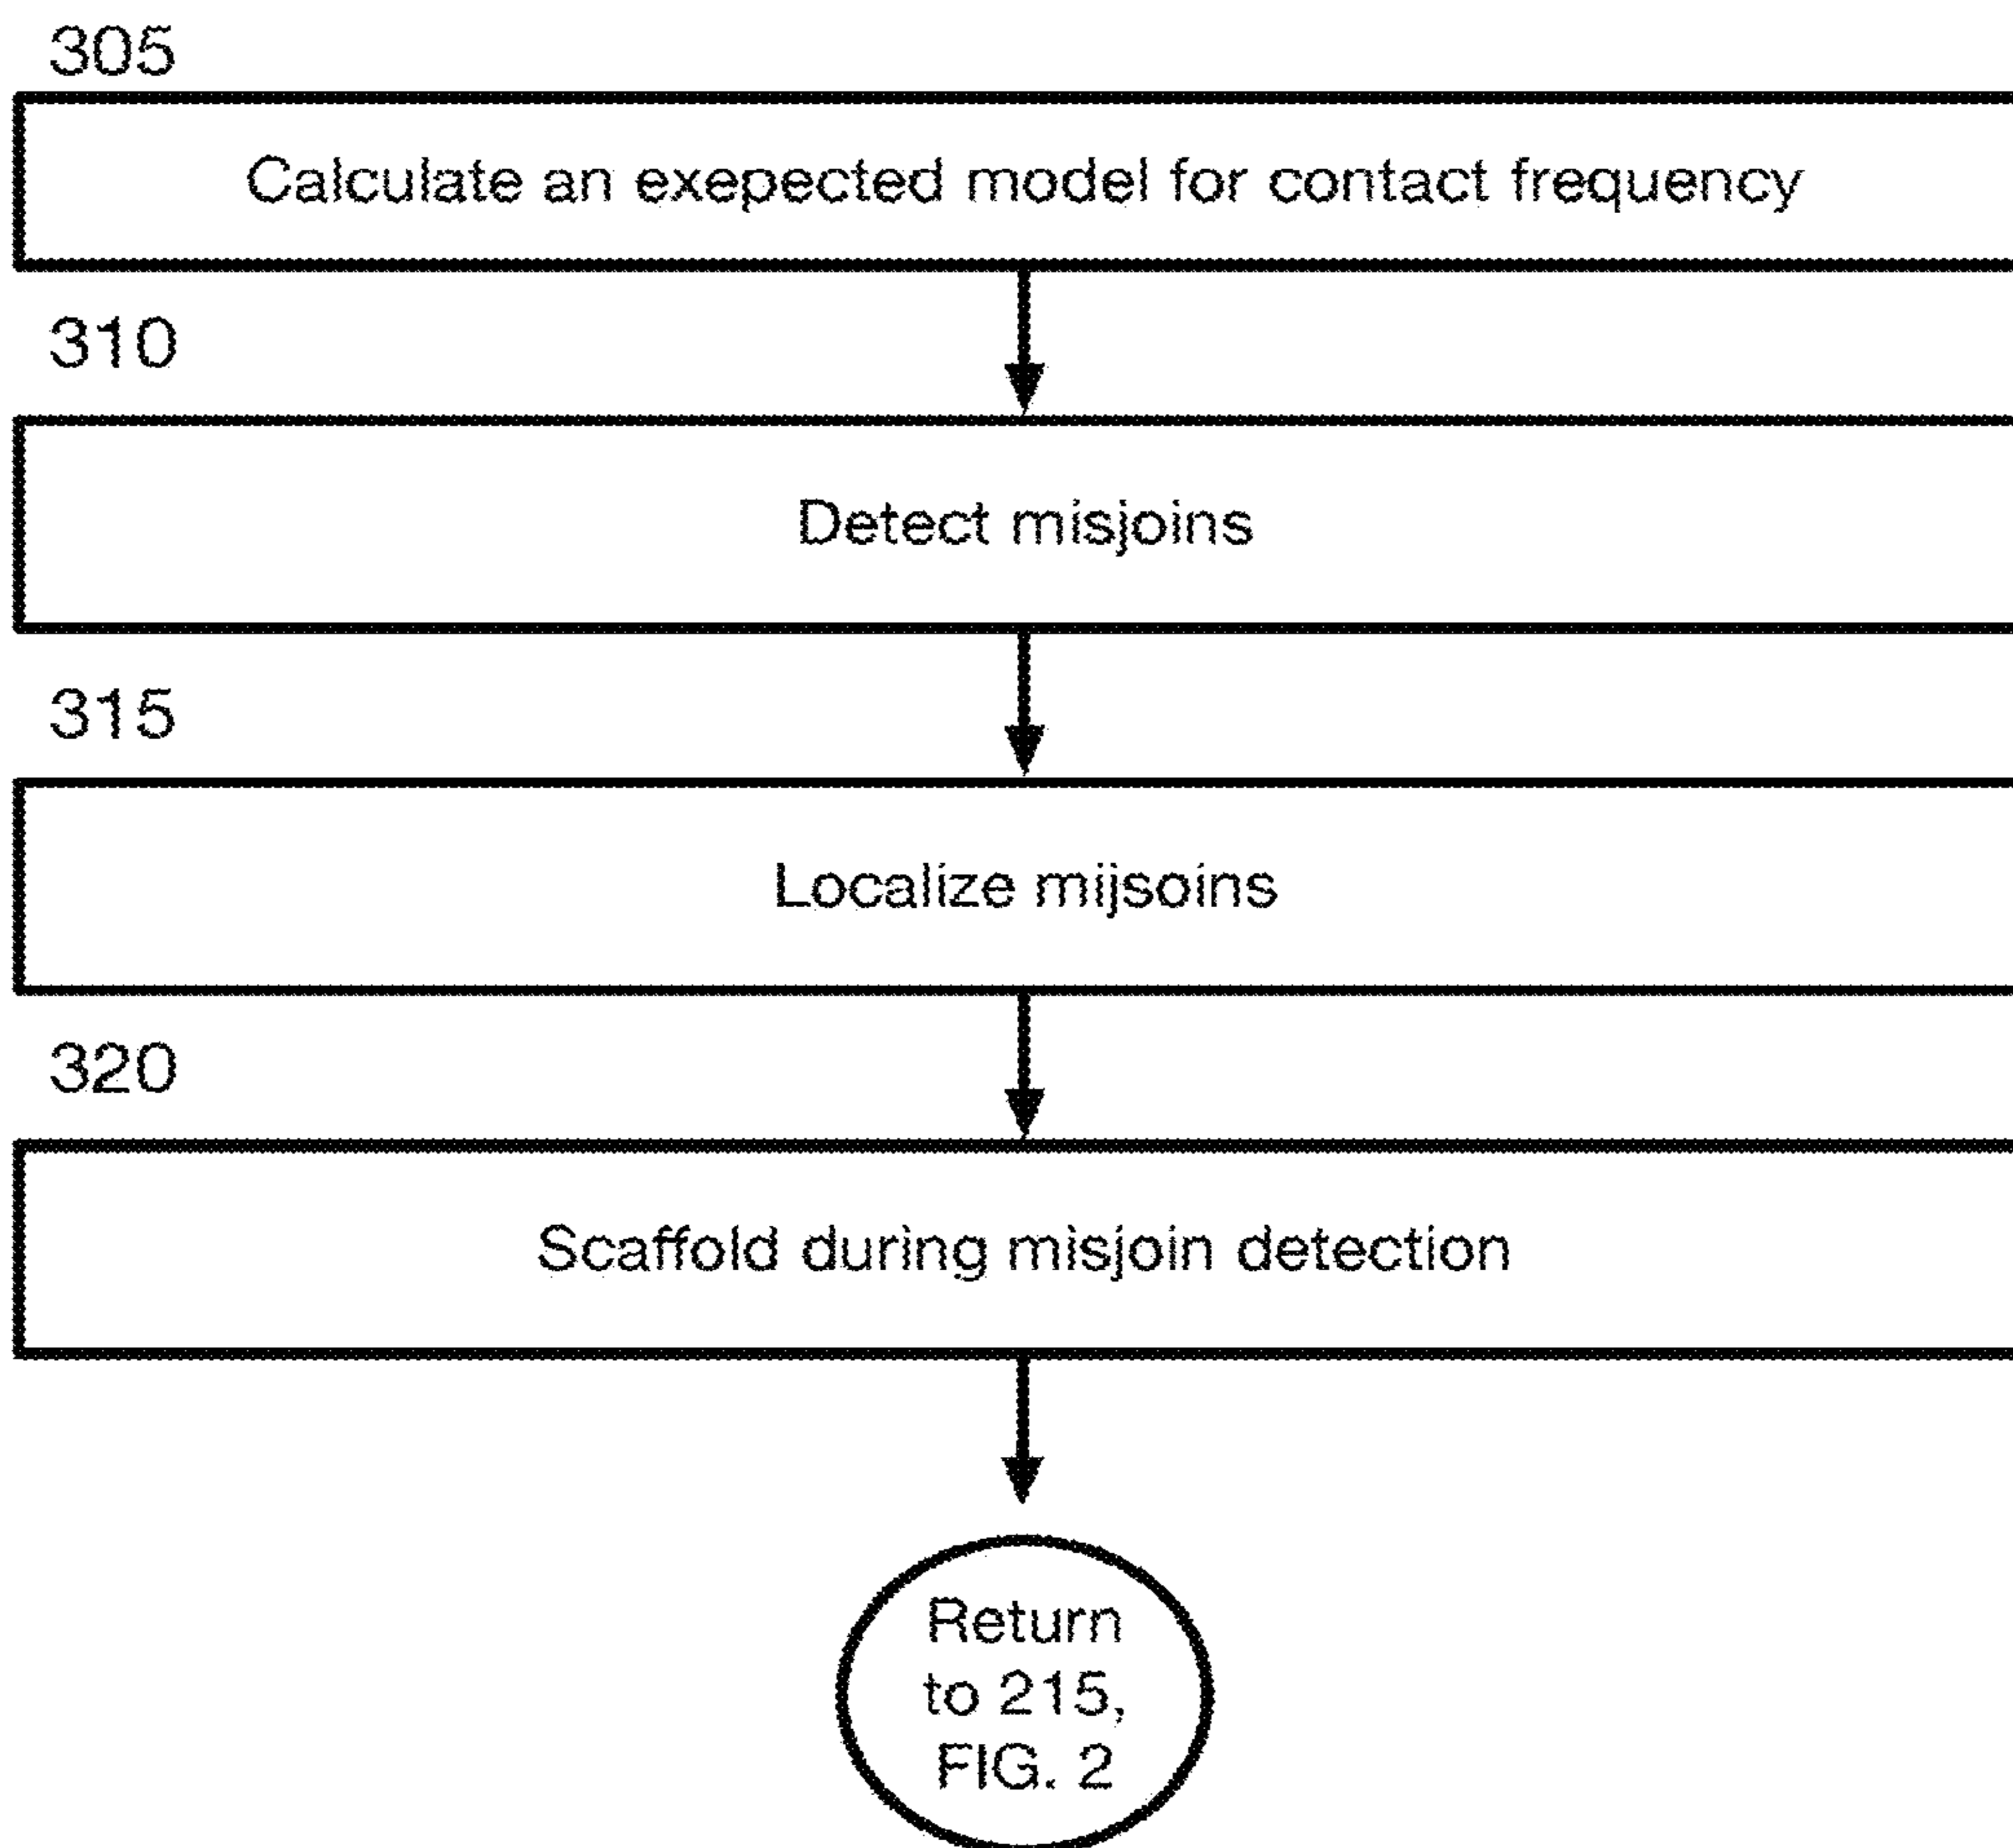 305
Calculate an exepected model for contact frequency
310
Detect misjoins
315
Localize mijsoins
320
Scaffold during misjoin detection
Return
to 215,
FIG. 2